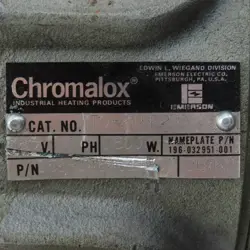 EDWIN L. WIEGAND DIVISION
EMERSON ELECTRIC CO.
PITTSBURGH, PA., U.S.A.
Chromalox®
INDUSTRIAL HEATING PRODUCTS
EMERSON
CAT. NO.
V. PH W. NAMEPLATE P/N
196-032951-001
P/N